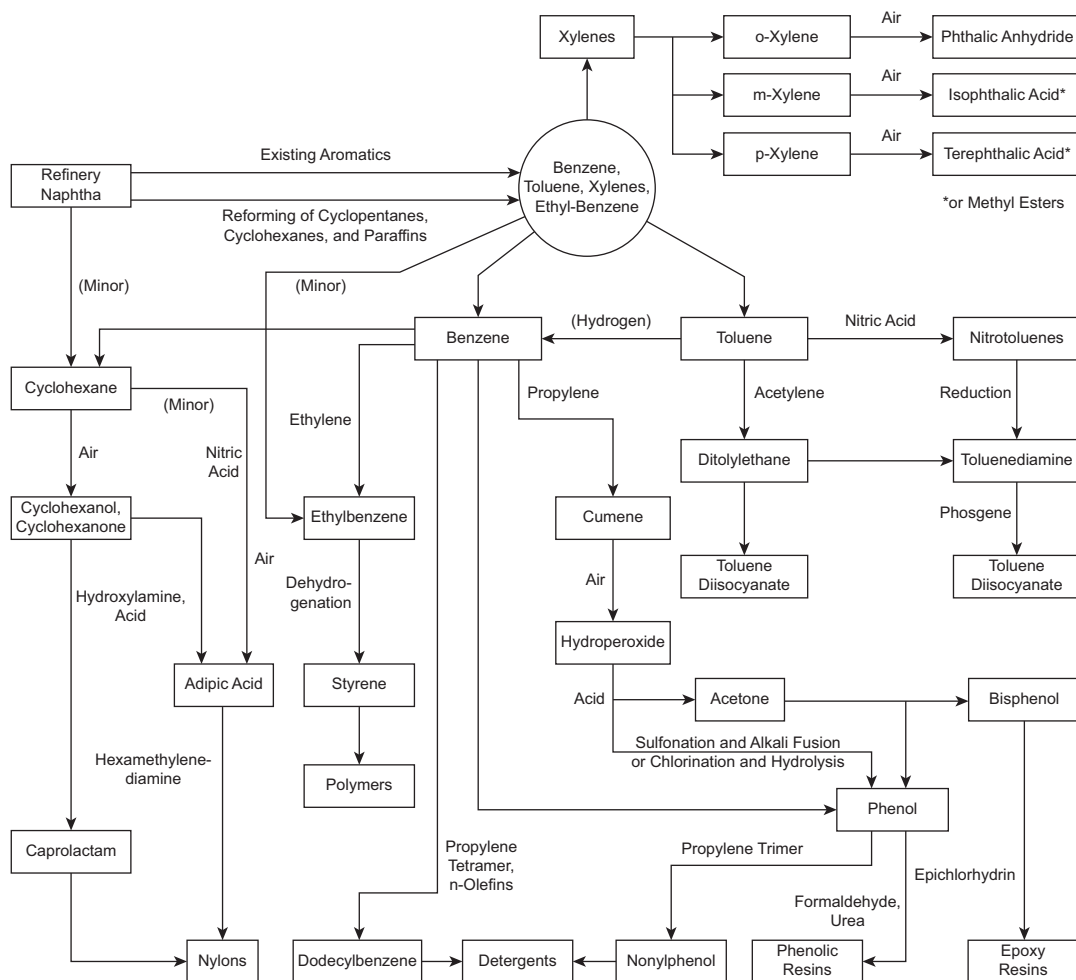 Xylenes
o-Xylene
Air
Phthalic Anhydride
m-Xylene
Air
Isophthalic Acid*
p-Xylene
Air
Terephthalic Acid*
*or Methyl Esters
Refinery
Naphtha
Existing Aromatics
Reforming of Cyclopentanes,
Cyclohexanes, and Paraffins
Benzene,
Toluene, Xylenes,
Ethyl-Benzene
(Minor)
(Minor)
Benzene
(Hydrogen)
Toluene
Nitric Acid
Nitrotoluenes
Cyclohexane
(Minor)
Ethylene
Propylene
Acetylene
Reduction
Air
Nitric
Acid
Ditolylethane
Toluenediamine
Cyclohexanol,
Cyclohexanone
Ethylbenzene
Cumene
Phosgene
Air
Dehydro-
genation
Air
Toluene
Diisocyanate
Toluene
Diisocyanate
Hydroxylamine,
Acid
Hydroperoxide
Adipic Acid
Styrene
Acid
Acetone
Bisphenol
Hexamethylene-
diamine
Polymers
Sulfonation and Alkali Fusion
or Chlorination and Hydrolysis
Phenol
Caprolactam
Propylene
Tetramer,
n-Olefins
Propylene Trimer
Epichlorhydrin
Formaldehyde,
Urea
Nylons
Dodecylbenzene
Detergents
Nonylphenol
Phenolic
Resins
Epoxy
Resins